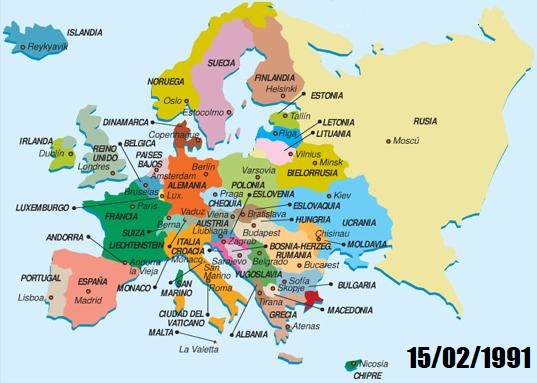 ISLANDIA
Reykyavik
NORUEGA
SUECIA
FINLANDIA
Helsinki
Oslo
Estocolmo
ESTONIA
Tallín
RUSIA
DINAMARCA
Copenhague
LETONIA
Riga
LITUANIA
Moscú
IRLANDA
Dublín
REINO
UNIDO
BELGICA
PAISES
BAJOS
Amsterdam
Londres
Berlín
Vilnius
Minsk
BIELORRUSIA
Varsovia
POLONIA
Bruselas
ALEMANIA
ESLOVENIA
Praga
Kiev
LUXEMBURGO
Lux.
CHEQUIA
ESLOVAQUIA
Paris
FRANCIA
Vaduz
Viena
Bratislava
HUNGRIA
UCRANIA
SUIZA
Berna
AUSTRIA
Budapest
Chisinau
ANDORRA
LIECHTENSTEIN
Liubliana
ITALIA
Zagreb
BOSNIA-HERZEG.
MOLDAVIA
CROACIA
RUMANIA
Andorra
la Vieja
Monaco
Sarajevo
Belgrado
Bucarest
PORTUGAL
ESPAÑA
MONACO
SAN
MARINO
San
Marino
YUGOSLAVIA
Sofía
BULGARIA
Lisboa
Madrid
Roma
Skopje
CIUDAD DEL
VATICANO
Tirana
MACEDONIA
MALTA
ALBANIA
GRECIA
Atenas
La Valetta
Nicosia
CHIPRE
15/02/1991